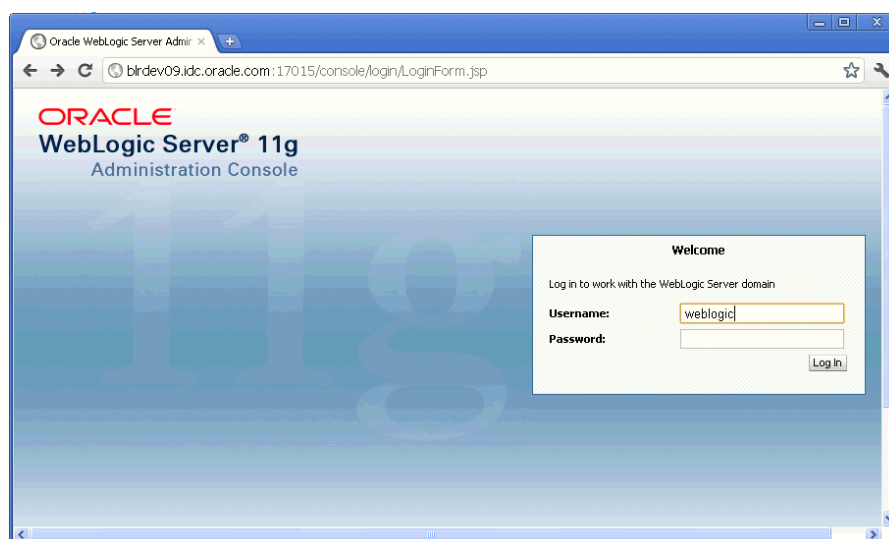 Oracle WebLogic Server Admir
blrdev09.idc.oracle.com:17015/console/login/LoginForm.jsp
ORACLE
WebLogic Server® 11g
Administration Console
11g
Welcome
Log in to work with the WebLogic Server domain
Username:
weblogic
Password:
Log In